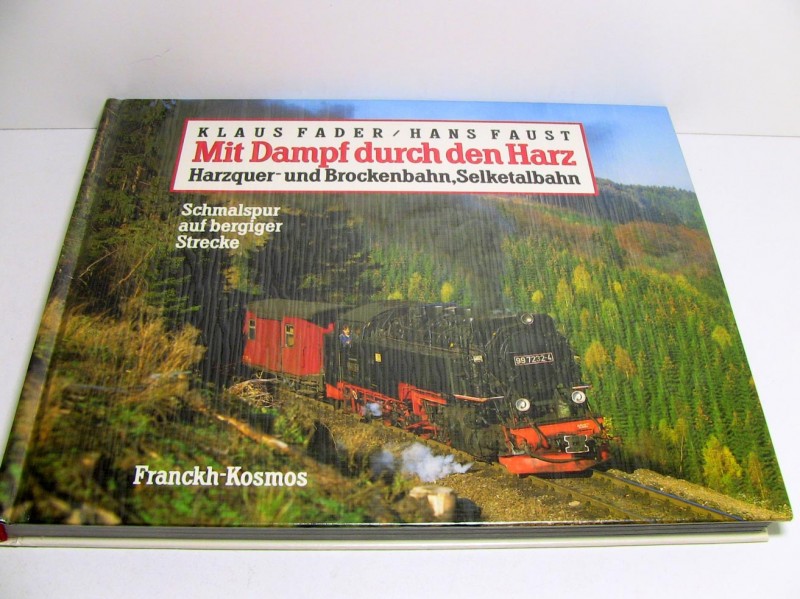 KLAUS FADER / HANS FAUST
Mit Dampf durch den Harz
Harzquer- und Brockenbahn, Selketalbahn
Schmalspur
auf bergiger
Strecke
99 7232-4
Franckh-Kosmos